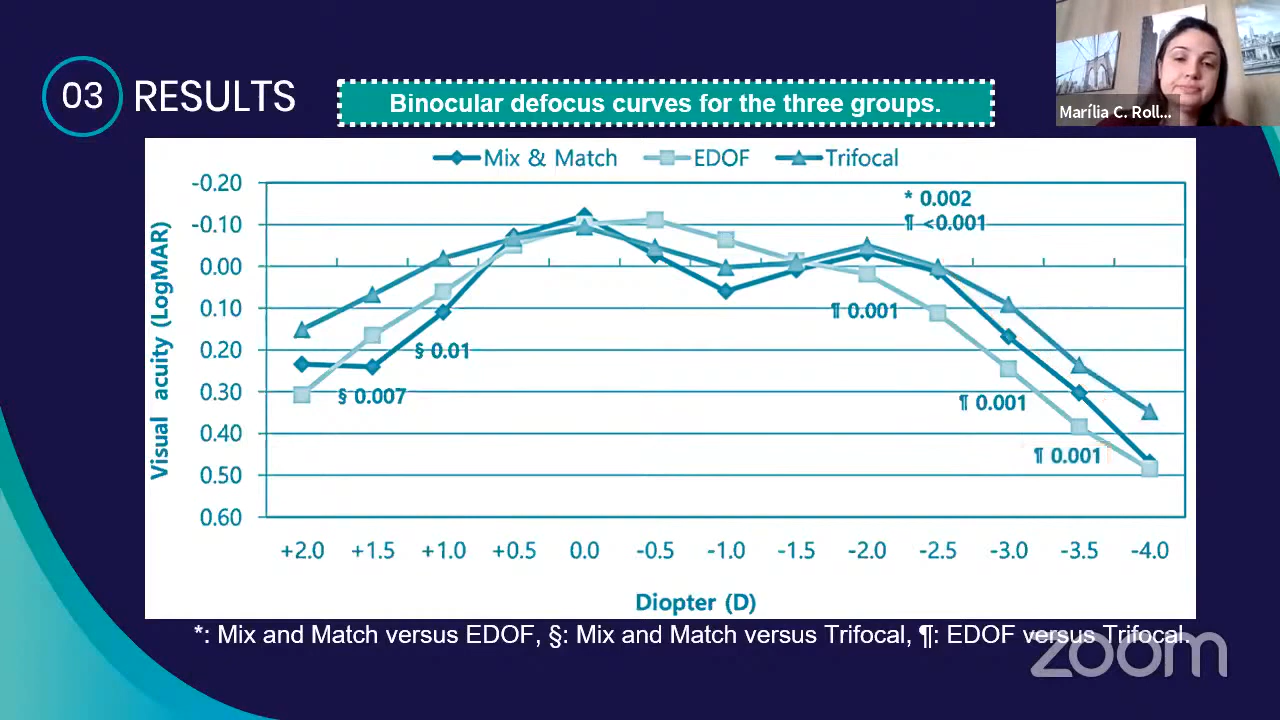 03 RESULTS
Binocular defocus curves for the three groups.
Marília C. Roll...
Mix & Match EDOF Trifocal
-0.20
-0.10
0.00
0.10
0.20
0.30
0.40
0.50
0.60
Visual acuity (LogMAR)
* 0.002
¶ <0.001
¶ 0.001
§ 0.01
§ 0.007
¶ 0.001
¶ 0.001
+2.0 +1.5 +1.0 +0.5 0.0 -0.5 -1.0 -1.5 -2.0 -2.5 -3.0 -3.5 -4.0
Diopter (D)
*: Mix and Match versus EDOF, §: Mix and Match versus Trifocal, ¶: EDOF versus Trifocal.
zoom